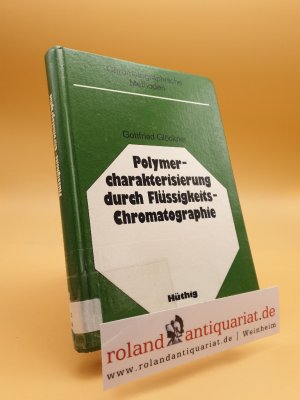 Chromatographische
Methoden
Gottfried Glöckner
Polymer-
charakterisierung
durch Flüssigkeits-
Chromatographie
Hüthig
roland antiquariat.de
www.rolandantiquariat.de | Weinheim